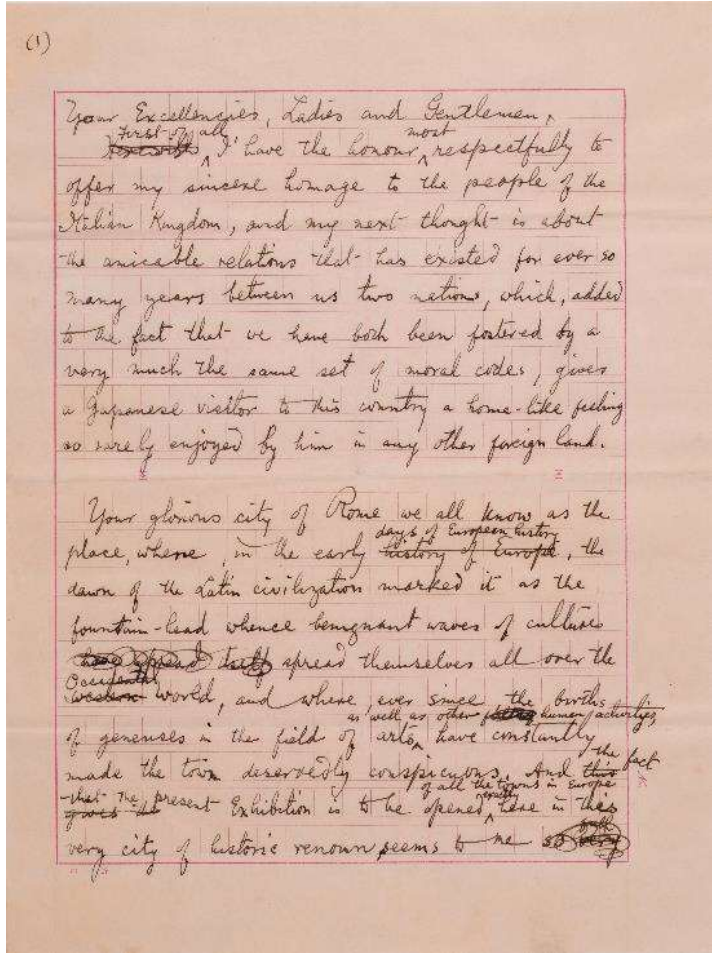 (1)
Your Excellencies, Ladies and Gentlemen,
First of all
I have the honour most respectfully to
offer my sincere homage to the people of the
Italian Kingdom, and my next thought is about
the amicable relations that has existed for ever so
many years between us two nations, which, added
to the fact that we have both been fostered by a
very much the same set of moral codes, gives
a Japanese visitor to this country a home-like feeling
so rarely enjoyed by him in any other foreign land.
Your glorious city of Rome we all know as the
days of European history
place, where, in the early history of Europe, the
dawn of the Latin civilization marked it as the
fountain-head whence benignant waves of culture
have spread itself spread themselves all over the
Occidental
western world, and where, ever since the births
as well as other human activities
of geneuses in the field of arts have constantly
made the town deservedly conspicuous. And this the fact
of all the towns in Europe
that the present Exhibition is to be opened here in this
gives the
very city of historic renown seems to me so very